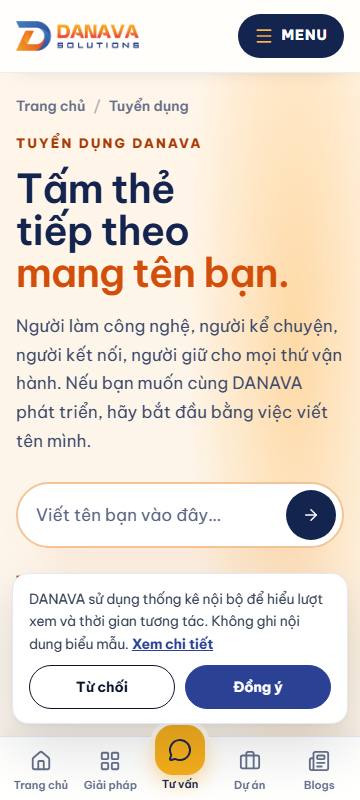 DANAVA
SOLUTIONS
MENU
Trang chủ / Tuyển dụng
TUYỂN DỤNG DANAVA
Tấm thẻ
tiếp theo
mang tên bạn.
Người làm công nghệ, người kể chuyện,
người kết nối, người giữ cho mọi thứ vận
hành. Nếu bạn muốn cùng DANAVA
phát triển, hãy bắt đầu bằng việc viết
tên mình.
Viết tên bạn vào đây...
DANAVA sử dụng thống kê nội bộ để hiểu lượt
xem và thời gian tương tác. Không ghi nội
dung biểu mẫu. Xem chi tiết
Từ chối
Đồng ý
Trang chủ
Giải pháp
Tư vấn
Dự án
Blogs